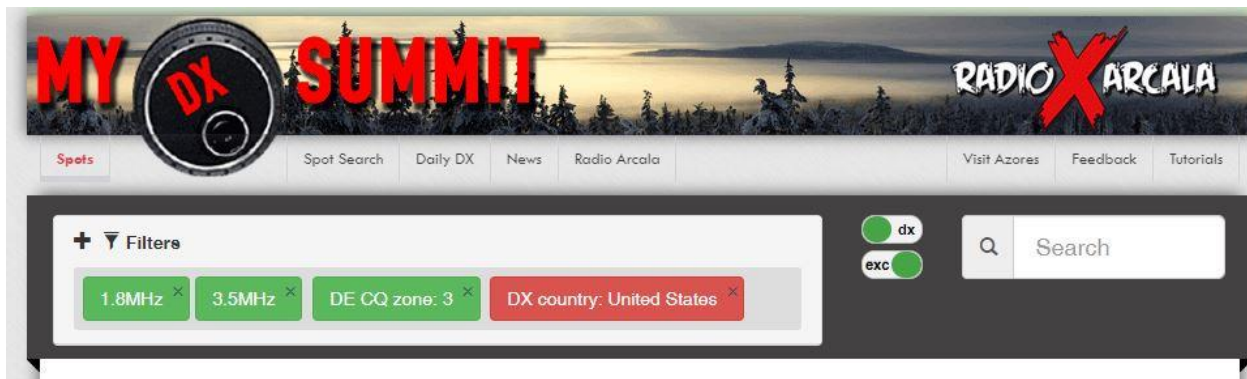 MY DX SUMMIT
RADIO X ARCALA
Spots Spot Search Daily DX News Radio Arcala Visit Azores Feedback Tutorials
+ Filters
dx
exc
Search
1.8MHz × 3.5MHz × DE CQ zone: 3 × DX country: United States ×